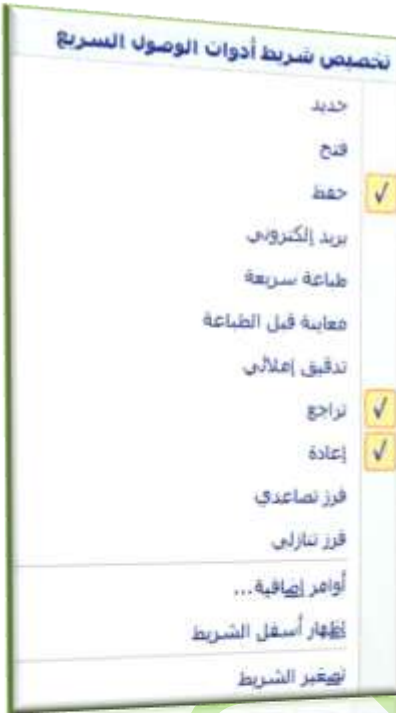 تخصيص شريط أدوات الوصول السريع
جديد
فتح
حفظ
بريد إلكتروني
طباعة سريعة
معاينة قبل الطباعة
تدقيق إملائي
تراجع
إعادة
فرز تصاعدي
فرز تنازلي
أوامر إضافية...
إظهار أسفل الشريط
تصغير الشريط